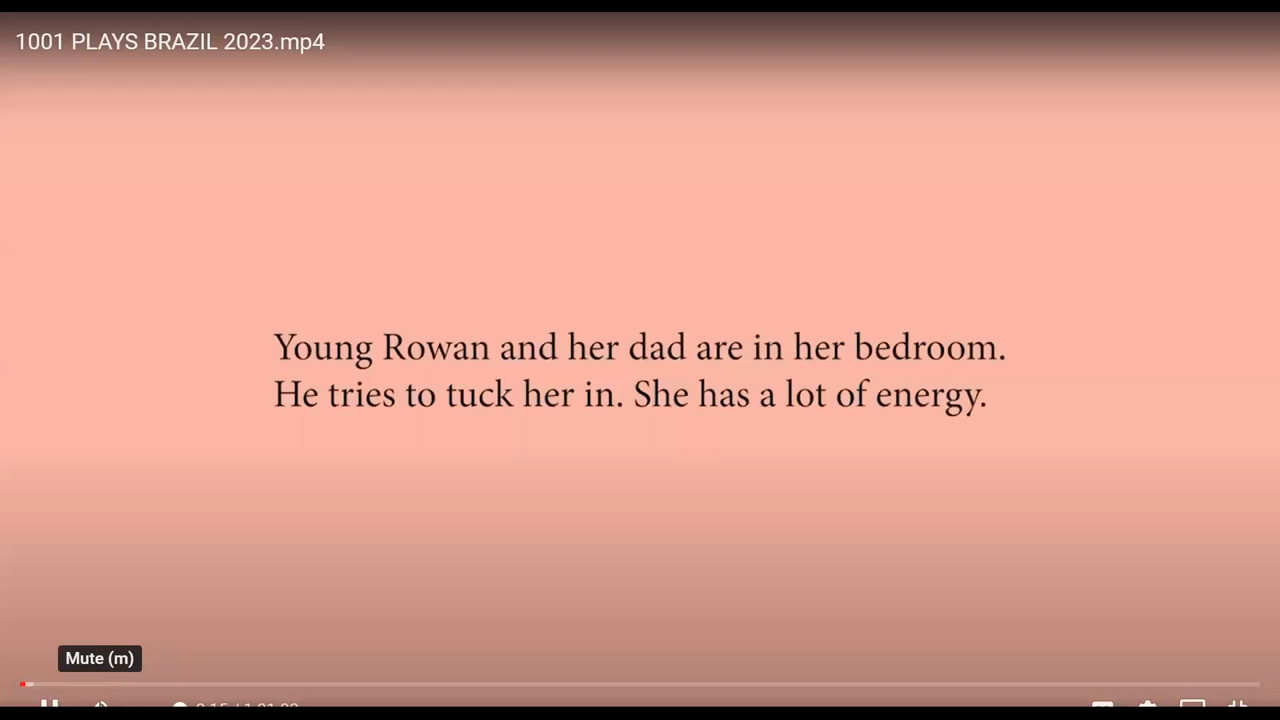 1001 PLAYS BRAZIL 2023.mp4
Young Rowan and her dad are in her bedroom.
He tries to tuck her in. She has a lot of energy.
Mute (m)